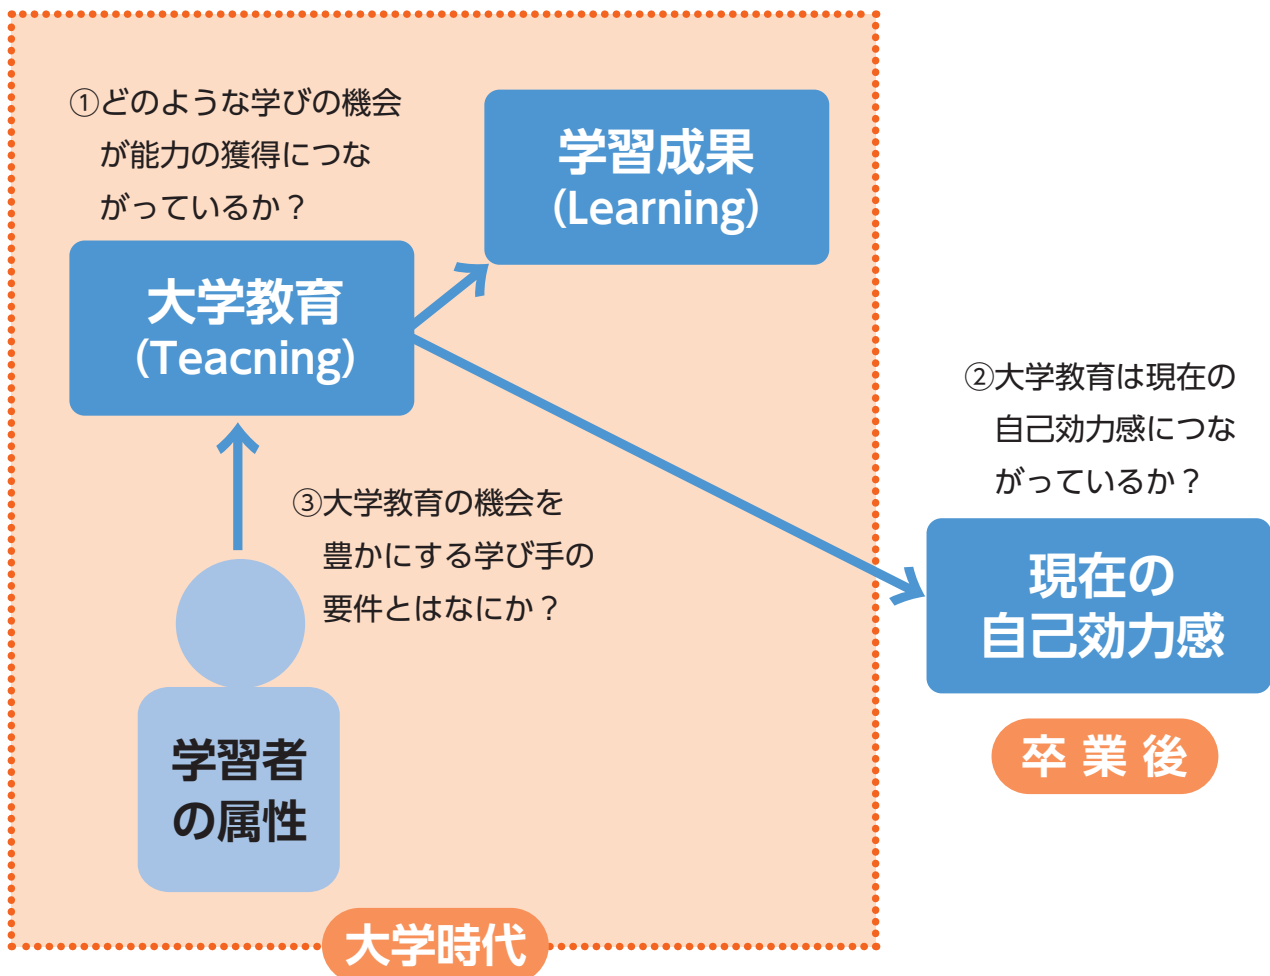 ①どのような学びの機会
が能力の獲得につな
がっているか？
学習成果
(Learning)
大学教育
(Teacning)
②大学教育は現在の
自己効力感につな
がっているか？
③大学教育の機会を
豊かにする学び手の
要件とはなにか？
現在の
自己効力感
学習者
の属性
卒業後
大学時代